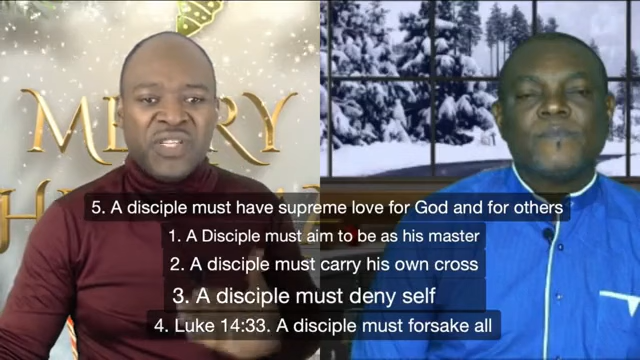 MERRY
5. A disciple must have supreme love for God and for others
1. A Disciple must aim to be as his master
2. A disciple must carry his own cross
3. A disciple must deny self
4. Luke 14:33. A disciple must forsake all